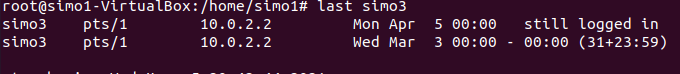 root@simo1-VirtualBox:/home/simo1# last simo3
simo3    pts/1        10.0.2.2         Mon Apr  5 00:00   still logged in
simo3    pts/1        10.0.2.2         Wed Mar  3 00:00 - 00:00 (31+23:59)